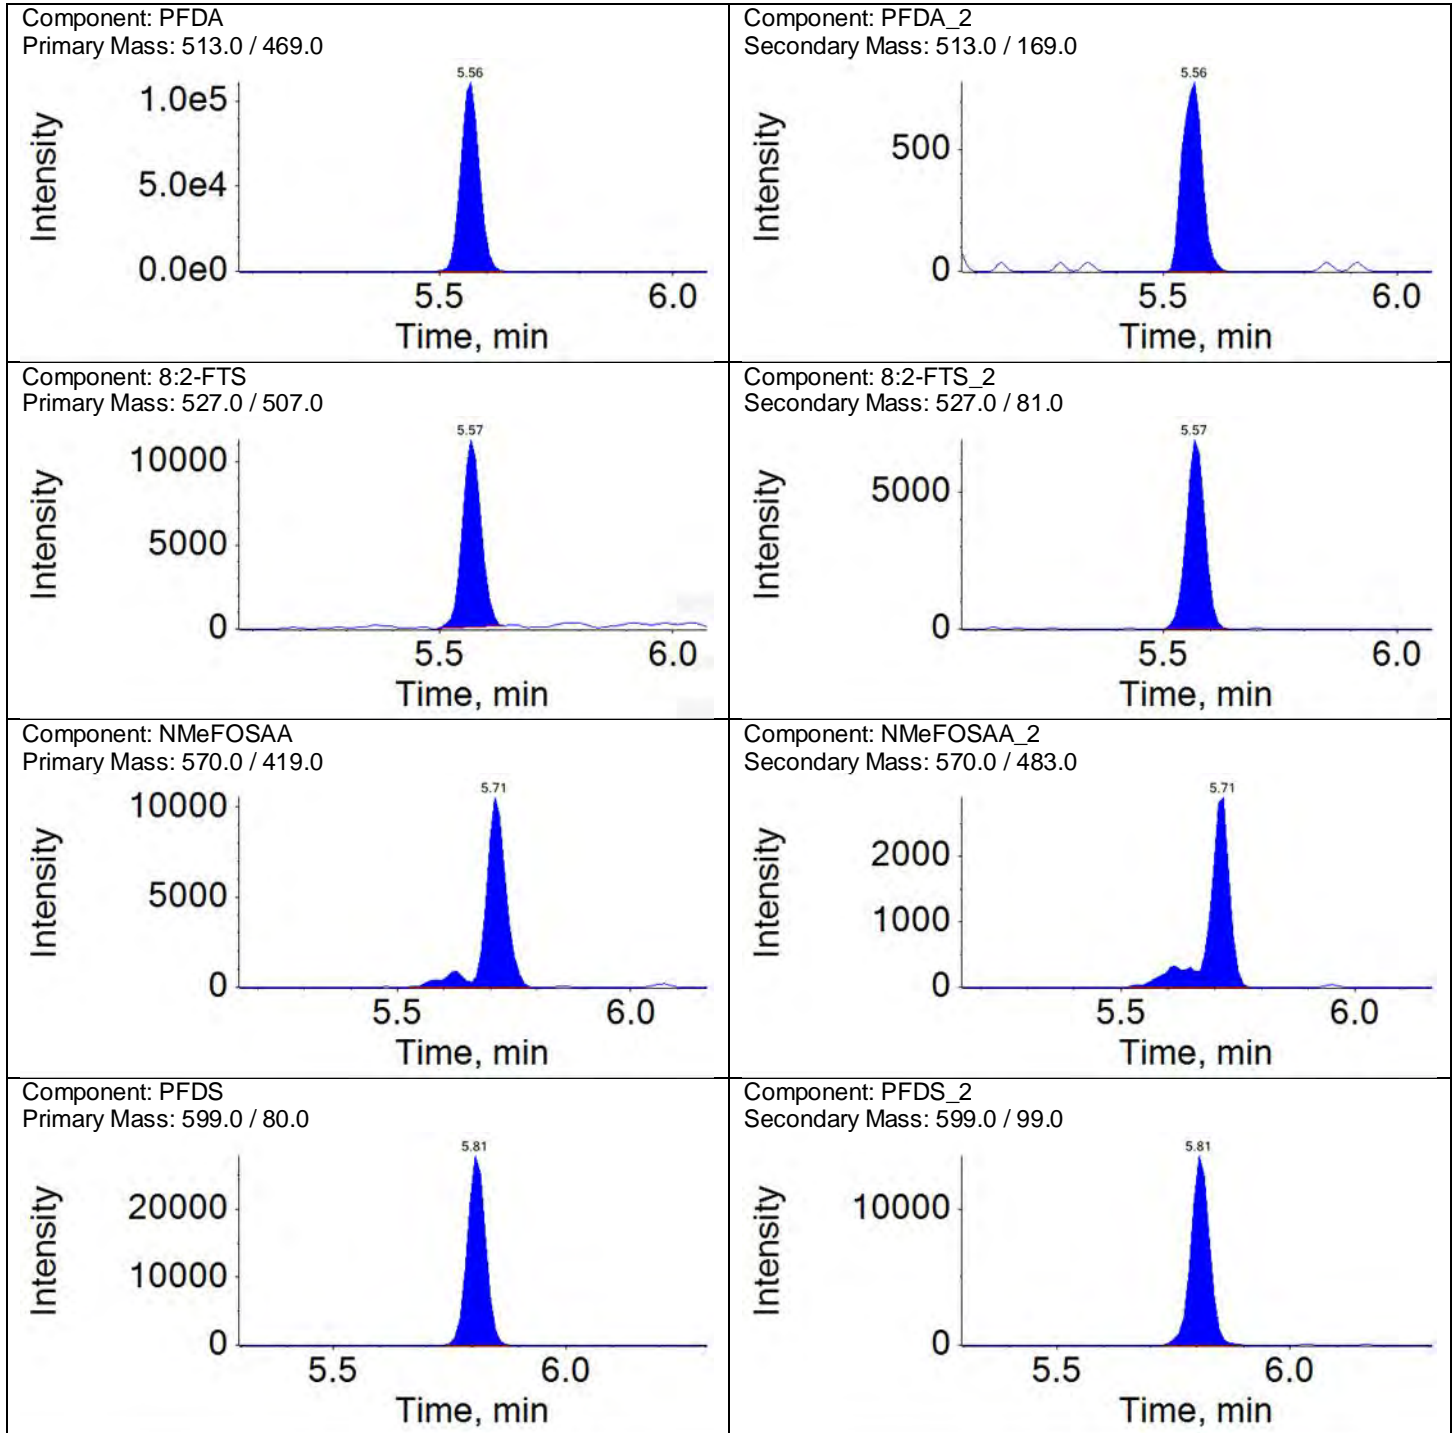 Component: PFDA
Primary Mass: 513.0 / 469.0
5.56
1.0e5
5.0e4
0.0e0
Intensity
5.5
6.0
Time, min
Component: PFDA_2
Secondary Mass: 513.0 / 169.0
5.56
500
0
Intensity
5.5
6.0
Time, min
Component: 8:2-FTS
Primary Mass: 527.0 / 507.0
5.57
10000
5000
0
Intensity
5.5
6.0
Time, min
Component: 8:2-FTS_2
Secondary Mass: 527.0 / 81.0
5.57
5000
0
Intensity
5.5
6.0
Time, min
Component: NMeFOSAA
Primary Mass: 570.0 / 419.0
5.71
10000
5000
0
Intensity
5.5
6.0
Time, min
Component: NMeFOSAA_2
Secondary Mass: 570.0 / 483.0
5.71
2000
1000
0
Intensity
5.5
6.0
Time, min
Component: PFDS
Primary Mass: 599.0 / 80.0
5.81
20000
10000
0
Intensity
5.5
6.0
Time, min
Component: PFDS_2
Secondary Mass: 599.0 / 99.0
5.81
10000
0
Intensity
5.5
6.0
Time, min